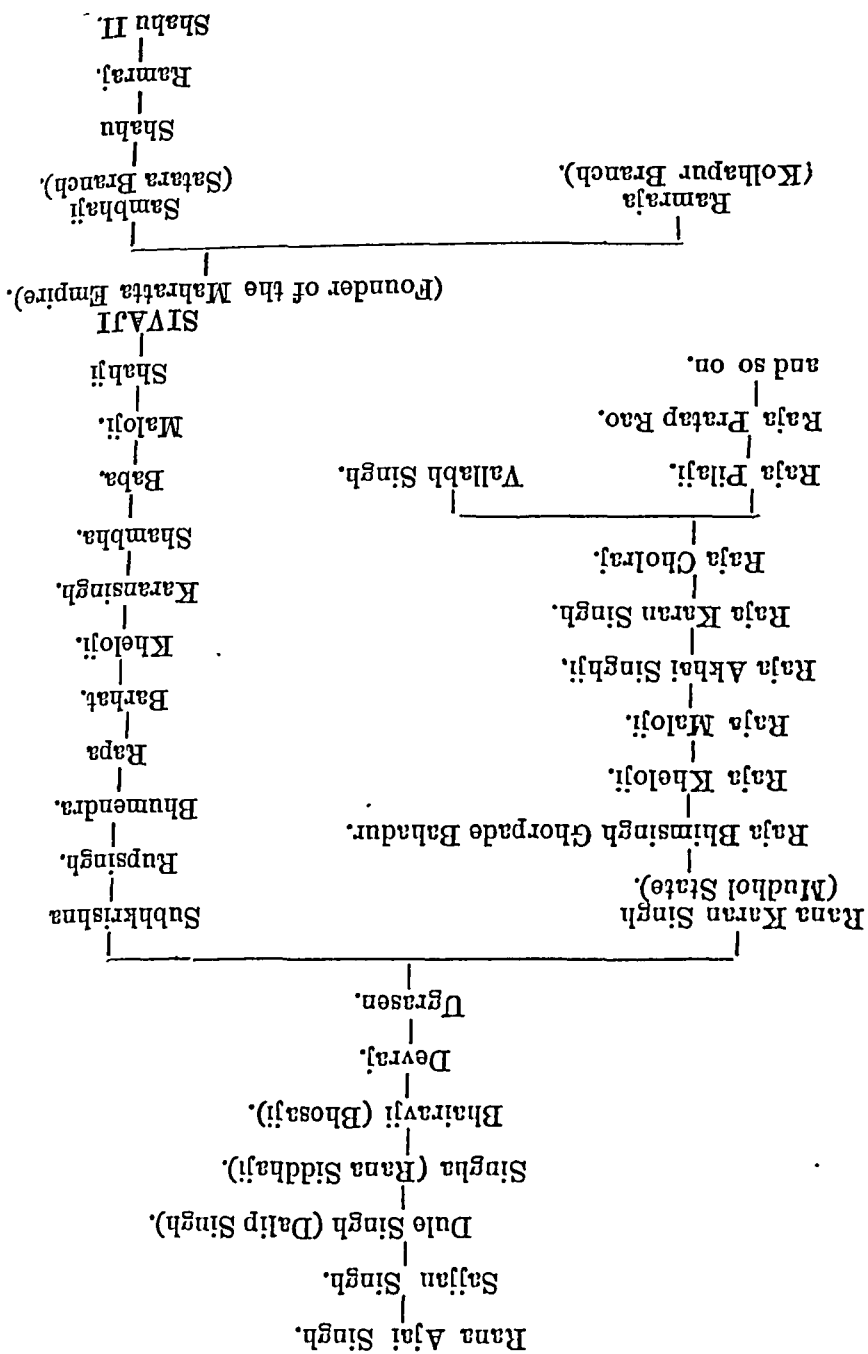 Rana Ajai Singh.
Sajjan Singh.
Dule Singh (Dalip Singh).
Singha (Rana Siddhaji).
Bhairavji (Bhosaji).
Devraj.
Ugrasen.
Rana Karan Singh
(Mudhol State).
Raja Bhimsingh Ghorpade Bahadur.
Raja Kheloji.
Raja Maloji.
Raja Akhai Singhji.
Raja Karan Singh.
Raja Cholraj.
Raja Pilaji. Vallabh Singh.
Raja Pratap Rao.
and so on.
Subhkrishna
Rupsingh.
Bhumendra.
Rapa
Barhat.
Kheloji.
Karansingh.
Shambha.
Baba.
Maloji.
Shahji
SIVAJI
(Founder of the Mahratta Empire).
Ramraja
(Kolhapur Branch).
Sambhaji
(Satara Branch).
Shahu
Ramraj.
Shahu II.